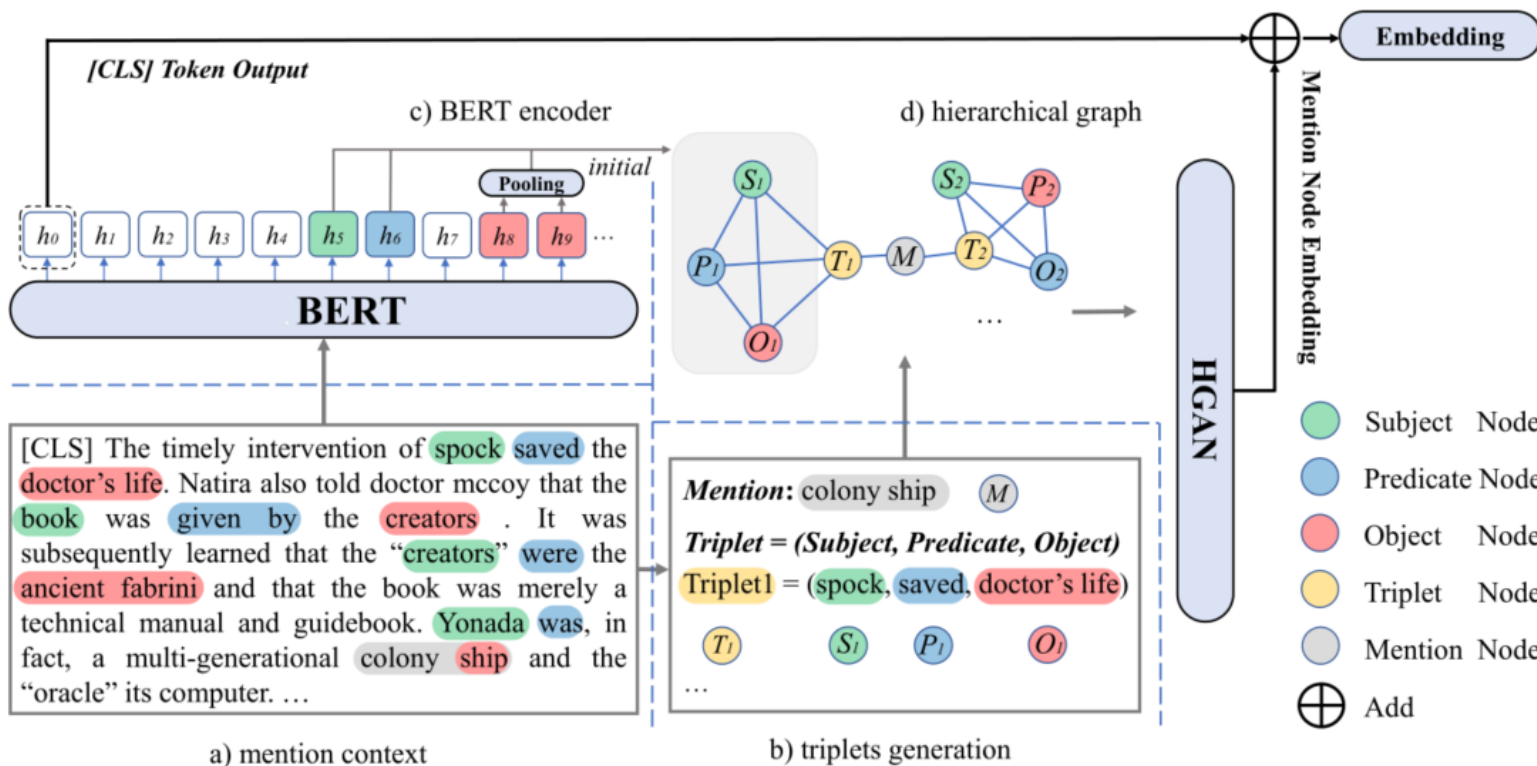 Embedding
[CLS] Token Output
Mention Node Embedding
c) BERT encoder
d) hierarchical graph
initial
Pooling
h0 h1 h2 h3 h4 h5 h6 h7 h8 h9 ...
BERT
S1
P1
T1
O1
M
S2
P2
T2
O2
...
HGAN
[CLS] The timely intervention of spock saved the
doctor's life. Natira also told doctor mccoy that the
book was given by the creators . It was
subsequently learned that the “creators” were the
ancient fabrini and that the book was merely a
technical manual and guidebook. Yonada was, in
fact, a multi-generational colony ship and the
“oracle” its computer. …
a) mention context
Mention: colony ship M
Triplet = (Subject, Predicate, Object)
Triplet1 = (spock, saved, doctor's life)
T1 S1 P1 O1
...
b) triplets generation
Subject Node
Predicate Node
Object Node
Triplet Node
Mention Node
Add